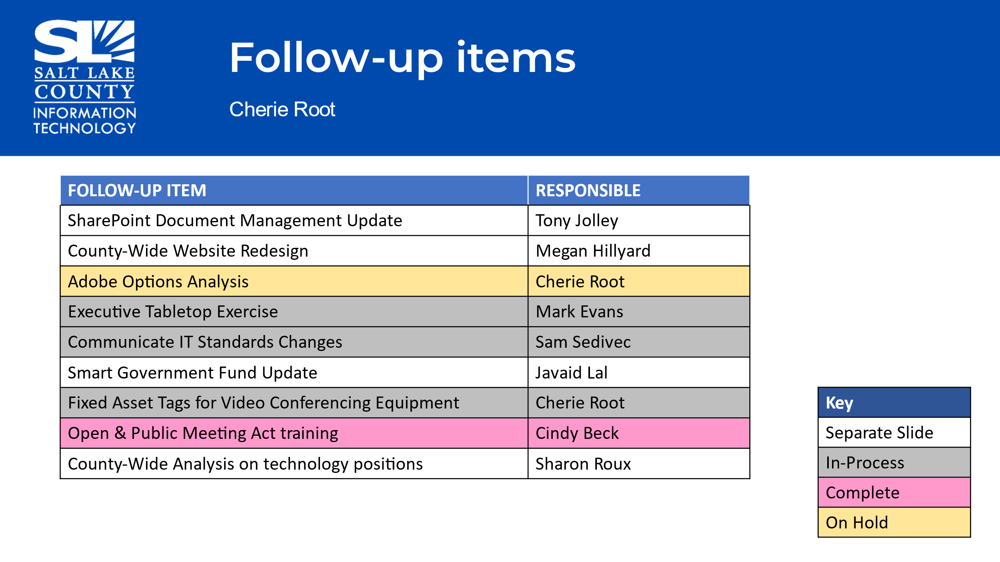 SL
SALT LAKE
COUNTY
INFORMATION
TECHNOLOGY
Follow-up items
Cherie Root
FOLLOW-UP ITEM RESPONSIBLE
SharePoint Document Management Update Tony Jolley
County-Wide Website Redesign Megan Hillyard
Adobe Options Analysis Cherie Root
Executive Tabletop Exercise Mark Evans
Communicate IT Standards Changes Sam Sedivec
Smart Government Fund Update Javaid Lal
Fixed Asset Tags for Video Conferencing Equipment Cherie Root
Open & Public Meeting Act training Cindy Beck
County-Wide Analysis on technology positions Sharon Roux
Key
Separate Slide
In-Process
Complete
On Hold